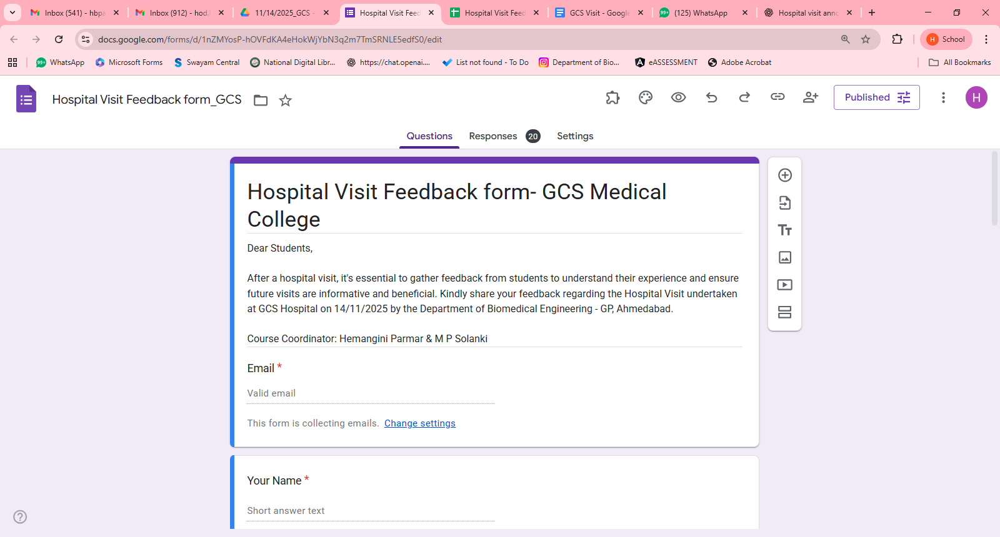 Inbox (541) - hbpa
Inbox (912) - hod.
11/14/2025_GCS -
Hospital Visit Feed
Hospital Visit Feed
GCS Visit - Google
(125) WhatsApp
Hospital visit anno
docs.google.com/forms/d/1nZMYosP-hOVFdKA4eHokWjYbN3q2m7TmSRNLE5edfS0/edit
School
WhatsApp
Microsoft Forms
Swayam Central
National Digital Libr...
https://chat.openai....
List not found - To Do
Department of Bio...
eASSESSMENT
Adobe Acrobat
All Bookmarks
Hospital Visit Feedback form_GCS
Published
H
Questions
Responses 20
Settings
Hospital Visit Feedback form- GCS Medical
College
Dear Students,
After a hospital visit, it's essential to gather feedback from students to understand their experience and ensure
future visits are informative and beneficial. Kindly share your feedback regarding the Hospital Visit undertaken
at GCS Hospital on 14/11/2025 by the Department of Biomedical Engineering - GP, Ahmedabad.
Course Coordinator: Hemangini Parmar & M P Solanki
Email *
Valid email
This form is collecting emails. Change settings
Your Name *
Short answer text